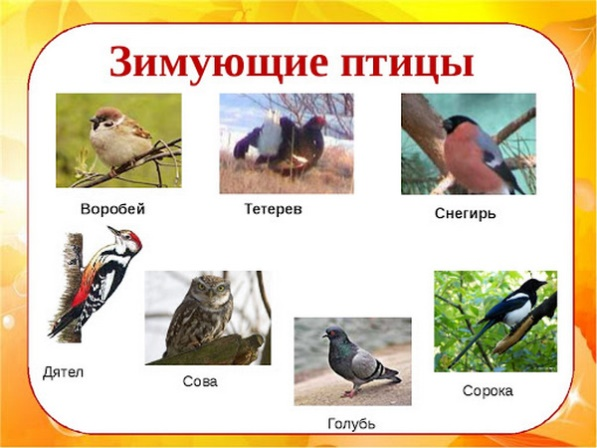 Зимующие птицы
Воробей
Тетерев
Снегирь
Дятел
Сова
Голубь
Сорока